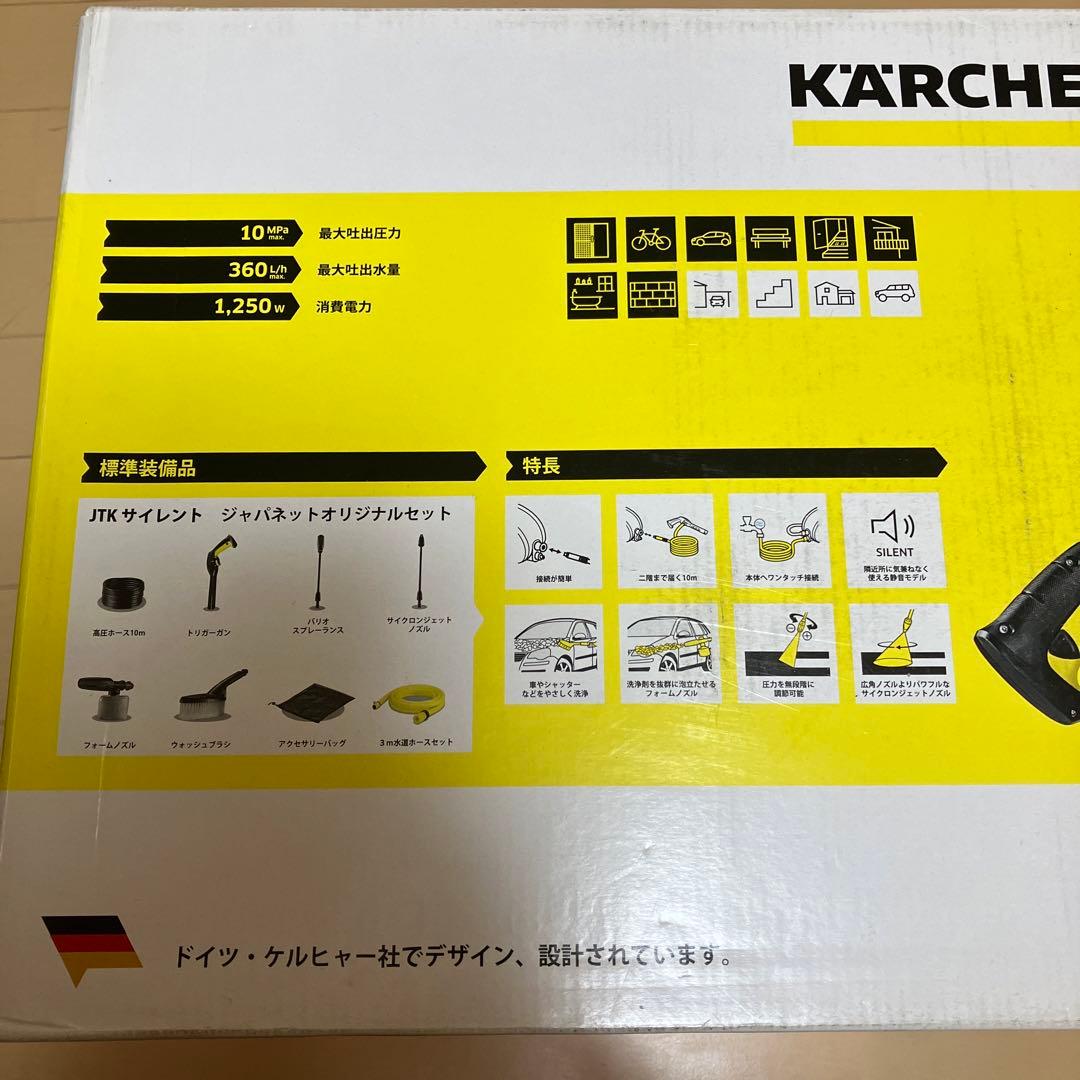 KÄRCHE
10 MPa max. 最大吐出圧力
360 L/h max. 最大吐出水量
1,250 W 消費電力
標準装備品
JTK サイレント ジャパネットオリジナルセット
高圧ホース10m
トリガーガン
バリオ
スプレーランス
サイクロンジェット
ノズル
フォームノズル
ウォッシュブラシ
アクセサリーバッグ
3m水道ホースセット
特長
接続が簡単
二階まで届く10m
本体へワンタッチ接続
SILENT
隣近所に気兼ねなく
使える静音モデル
車やシャッター
などをやさしく洗浄
洗浄剤を抜群に泡立たせる
フォームノズル
圧力を無段階に
調節可能
広角ノズルよりパワフルな
サイクロンジェットノズル
ドイツ・ケルヒャー社でデザイン、設計されています。